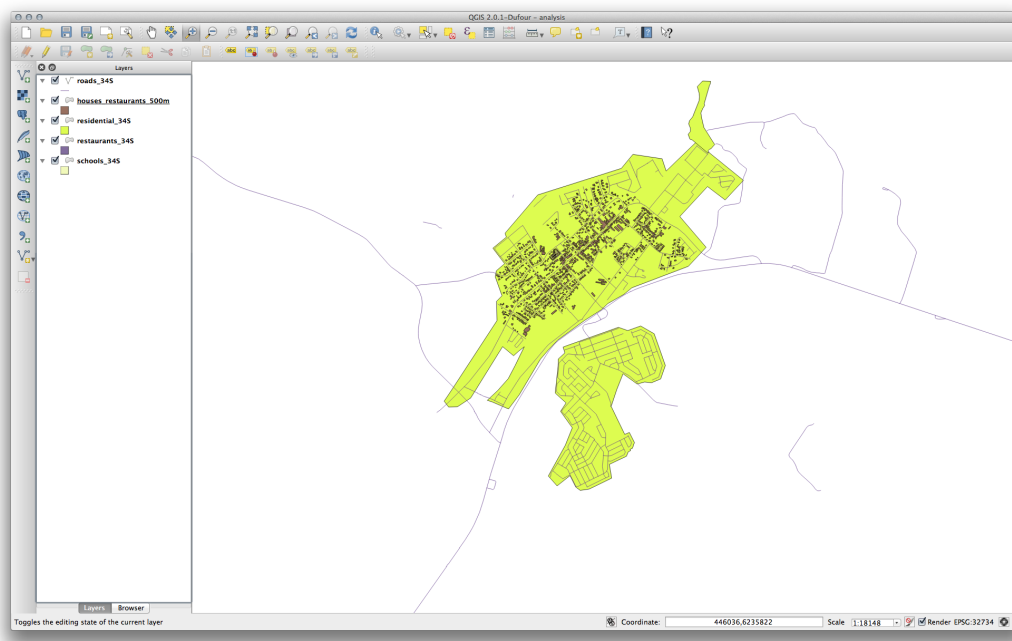 QGIS 2.0.1-Dufour – analysis
Layers
roads_34S
houses_restaurants_500m
residential_34S
restaurants_34S
schools_34S
Layers Browser
Toggles the editing state of the current layer
Coordinate: 446036,6235822 Scale 1:18148 Render EPSG:32734